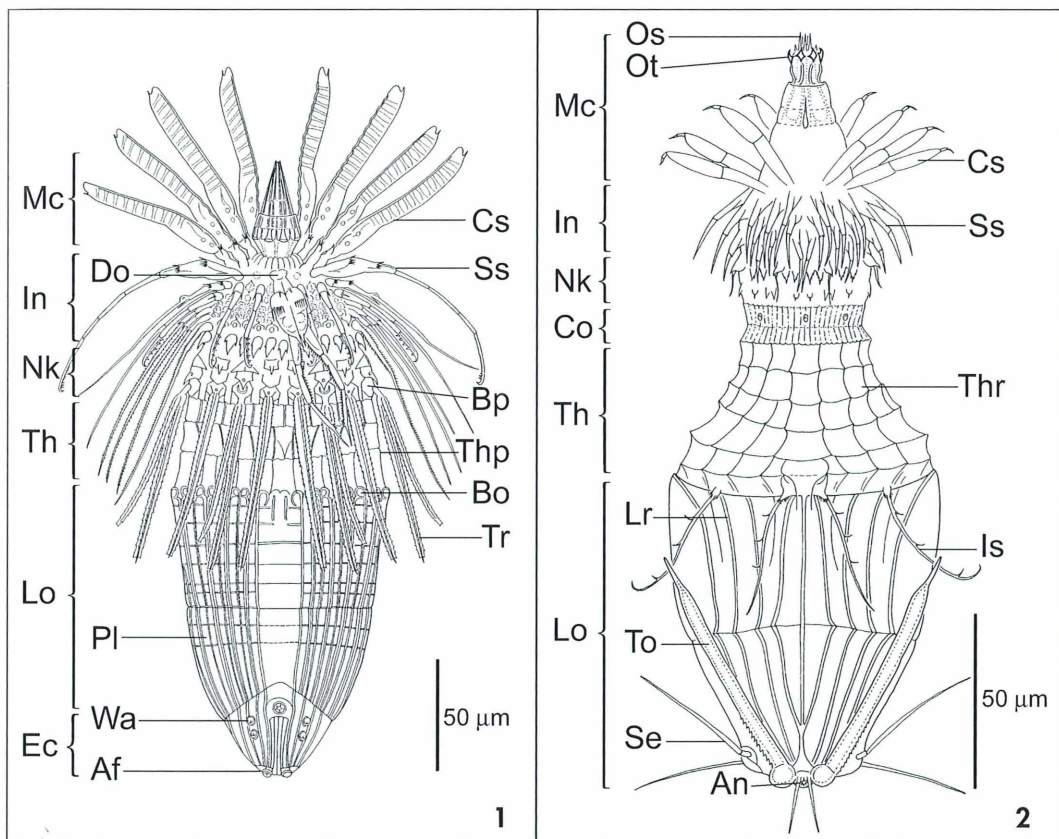 Mc
Do
In
Nk
Th
Lo
Pl
Wa
Ec
Af
Cs
Ss
Bp
Thp
Bo
Tr
50 μm
1
Os
Ot
Mc
In
Nk
Co
Th
Lr
Lo
To
Se
An
Cs
Ss
Thr
Is
50 μm
2